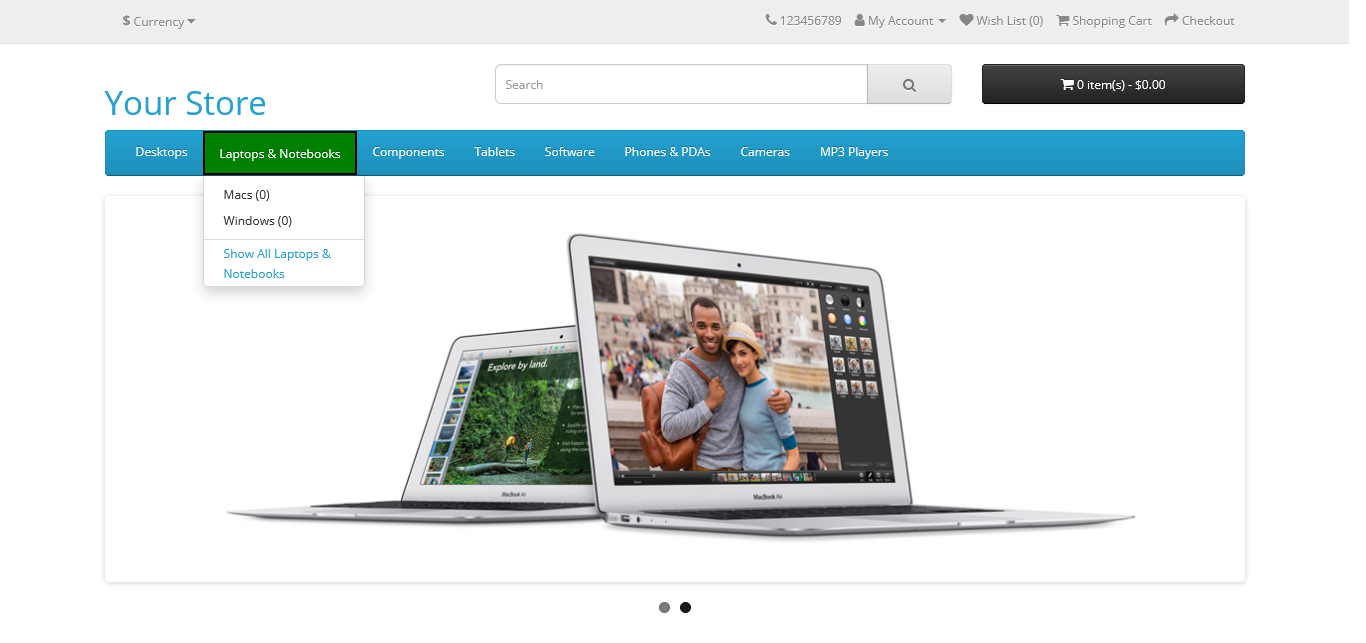 $ Currency
123456789 My Account Wish List (0) Shopping Cart Checkout
Your Store
Search
0 item(s) - $0.00
Desktops Laptops & Notebooks Components Tablets Software Phones & PDAs Cameras MP3 Players
Macs (0)
Windows (0)
Show All Laptops &
Notebooks
Explore by land.
MacBook Air
MacBook Air